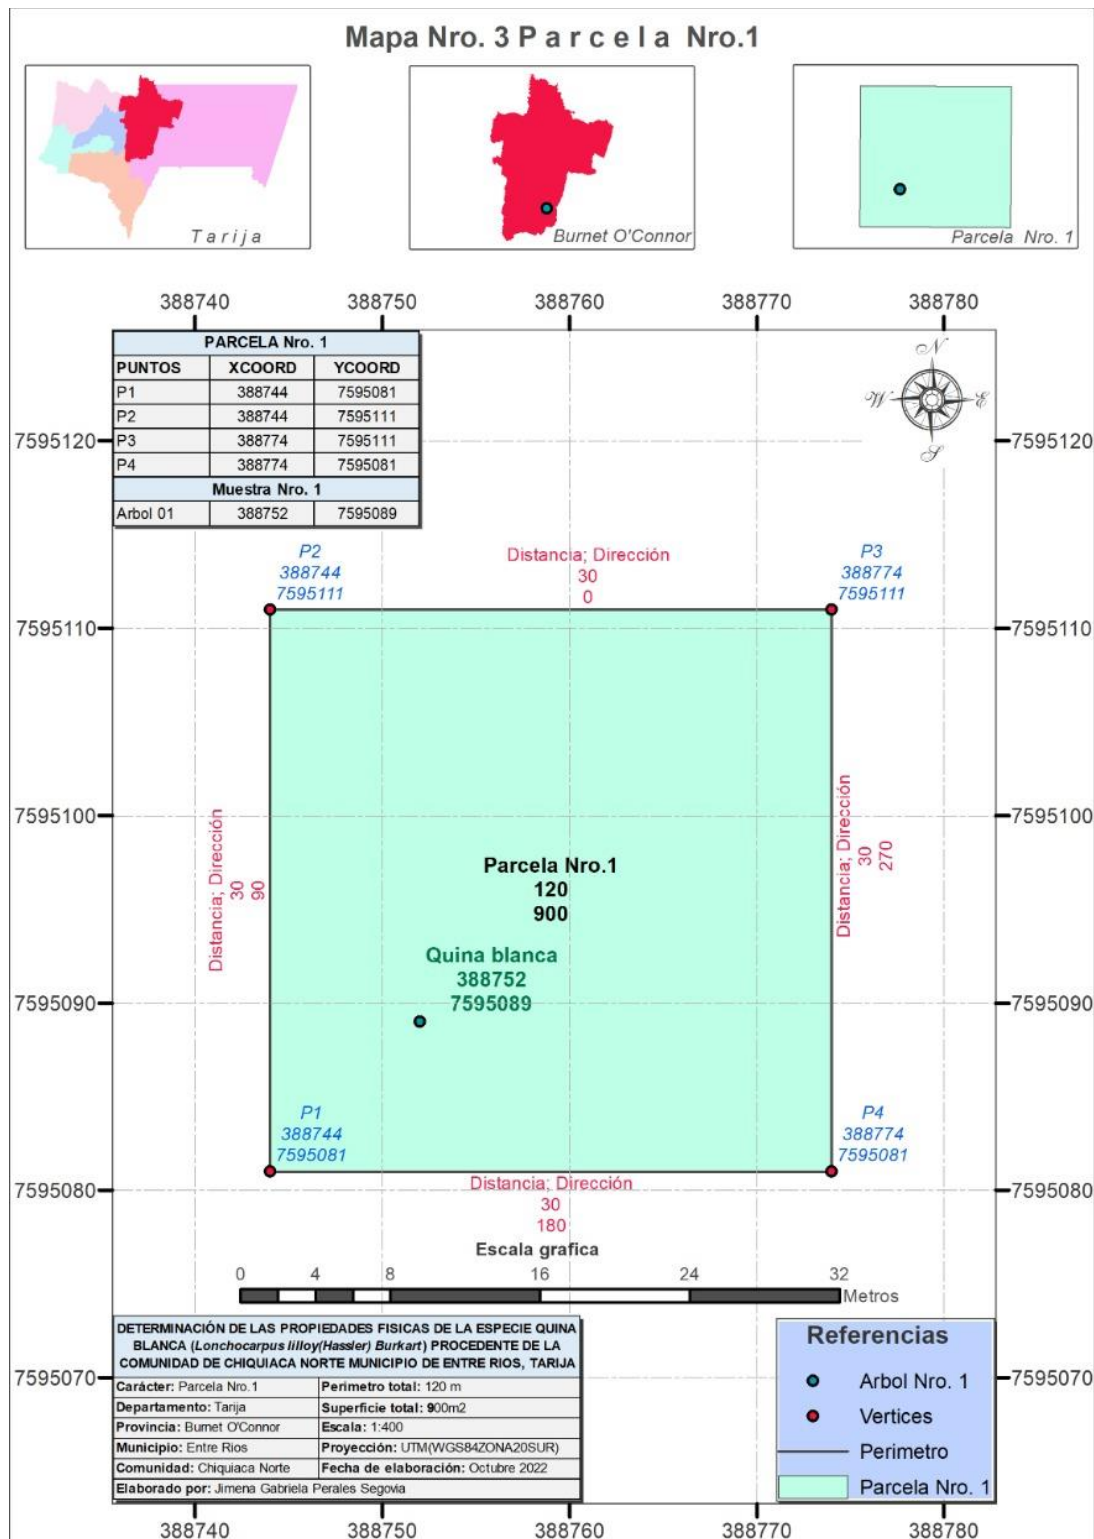 Mapa Nro. 3 P a r c e l a Nro.1
T a r i j a
Burnet O'Connor
Parcela Nro. 1
388740 388750 388760 388770 388780
PARCELA Nro. 1
PUNTOS XCOORD YCOORD
P1 388744 7595081
P2 388744 7595111
P3 388774 7595111
P4 388774 7595081
Muestra Nro. 1
Arbol 01 388752 7595089
N
W E
S
7595120 7595120
P2
388744
7595111
Distancia; Dirección
30
0
P3
388774
7595111
7595110 7595110
Distancia; Dirección
30
90
Distancia; Dirección
30
270
7595100 7595100
Parcela Nro.1
120
900
Quina blanca
388752
7595089
7595090 7595090
P1
388744
7595081
P4
388774
7595081
7595080 7595080
Distancia; Dirección
30
180
Escala grafica
0 4 8 16 24 32
Metros
DETERMINACIÓN DE LAS PROPIEDADES FISICAS DE LA ESPECIE QUINA
BLANCA (Lonchocarpus lilloy(Hassler) Burkart) PROCEDENTE DE LA
COMUNIDAD DE CHIQUIACA NORTE MUNICIPIO DE ENTRE RIOS, TARIJA
Carácter: Parcela Nro.1 Perimetro total: 120 m
Departamento: Tarija Superficie total: 900m2
Provincia: Burnet O'Connor Escala: 1:400
Municipio: Entre Rios Proyección: UTM(WGS84ZONA20SUR)
Comunidad: Chiquiaca Norte Fecha de elaboración: Octubre 2022
Elaborado por: Jimena Gabriela Perales Segovia
7595070 7595070
Referencias
Arbol Nro. 1
Vertices
Perimetro
Parcela Nro. 1
388740 388750 388760 388770 388780